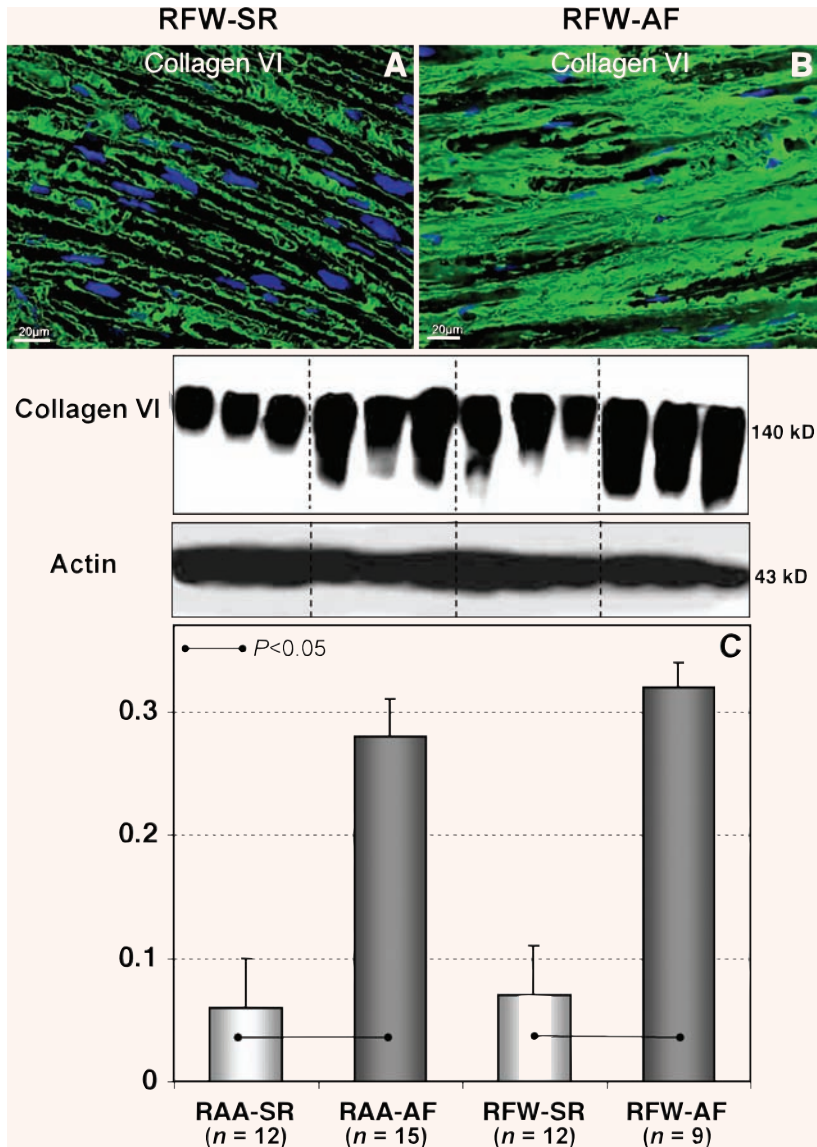 RFW-SR
RFW-AF
Collagen VI
A
Collagen VI
B
20µm
20µm
Collagen VI
140 kD
Actin
43 kD
P<0.05
C
0.3
0.2
0.1
0
RAA-SR
(n = 12)
RAA-AF
(n = 15)
RFW-SR
(n = 12)
RFW-AF
(n = 9)